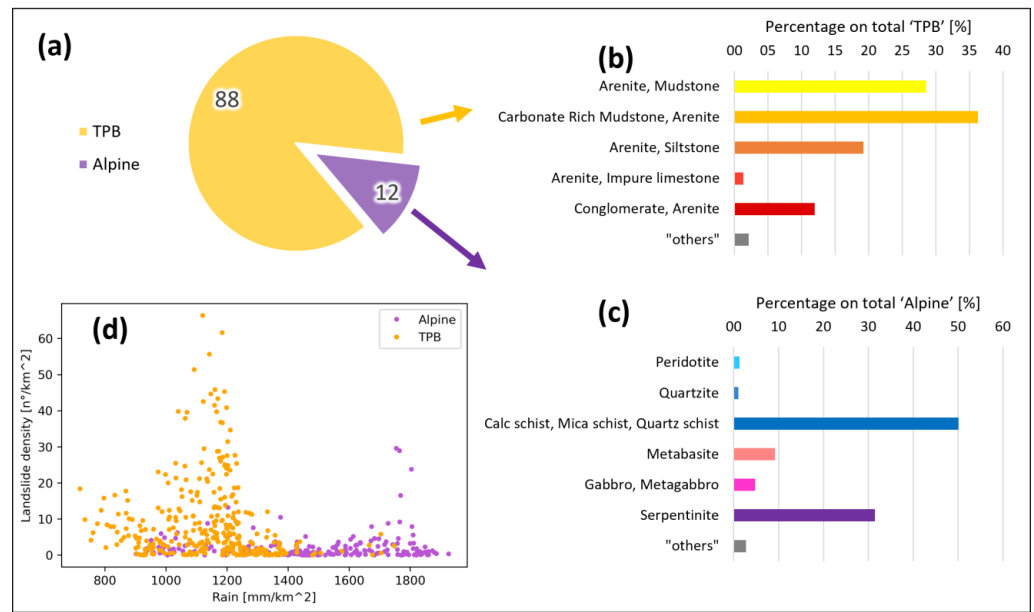 (a)
88
12
TPB
Alpine
(b)
Percentage on total ‘TPB’ [%]
00 05 10 15 20 25 30 35 40
Arenite, Mudstone
Carbonate Rich Mudstone, Arenite
Arenite, Siltstone
Arenite, Impure limestone
Conglomerate, Arenite
"others"
(c)
Percentage on total ‘Alpine’ [%]
00 10 20 30 40 50 60
Peridotite
Quartzite
Calc schist, Mica schist, Quartz schist
Metabasite
Gabbro, Metagabbro
Serpentinite
"others"
(d)
Alpine
TPB
Landslide density [n°/km^2]
60
50
40
30
20
10
0
800 1000 1200 1400 1600 1800
Rain [mm/km^2]